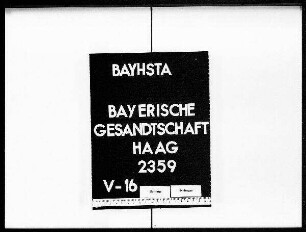 BAYHSTA
BAYERISCHE
GESANDTSCHAFT
HAAG
2359
V-16